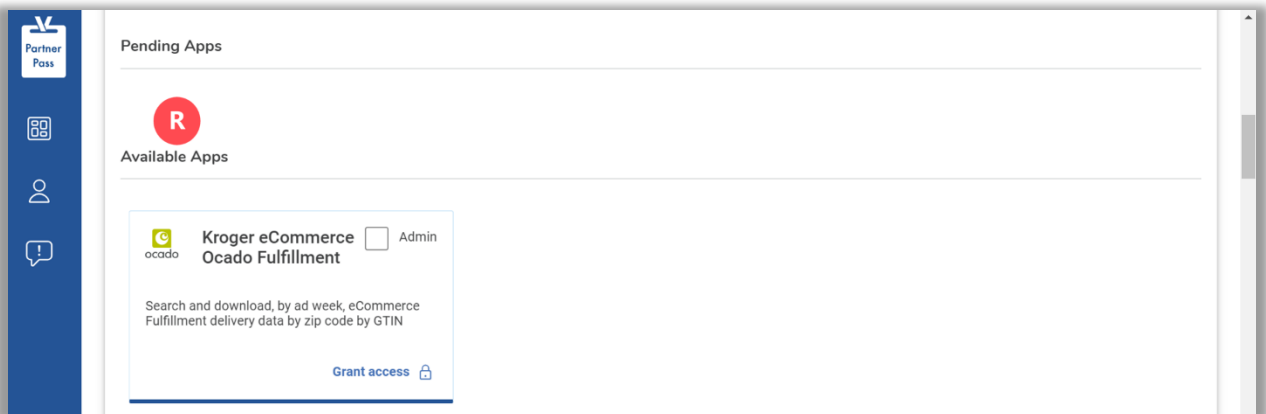 Partner
Pass
Pending Apps
R
Available Apps
ocado
Kroger eCommerce
Ocado Fulfillment
Admin
Search and download, by ad week, eCommerce
Fulfillment delivery data by zip code by GTIN
Grant access